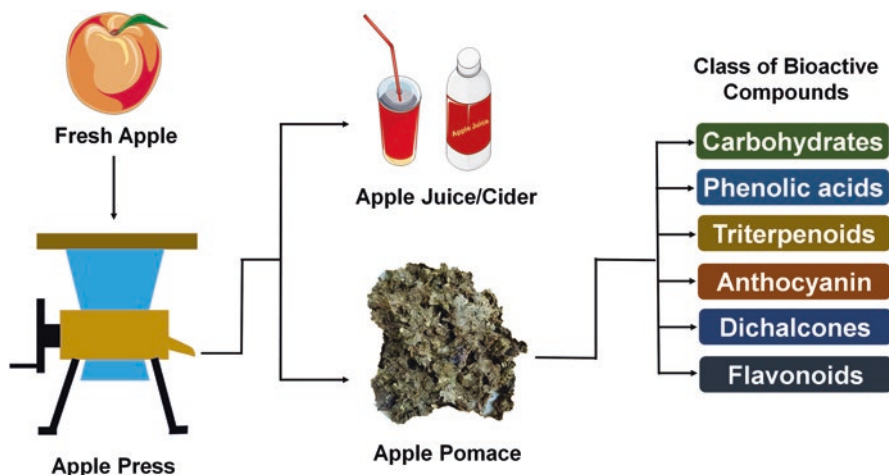 Fresh Apple
Apple Press
Apple Juice
Apple Juice/Cider
Apple Pomace
Class of Bioactive
Compounds
Carbohydrates
Phenolic acids
Triterpenoids
Anthocyanin
Dichalcones
Flavonoids